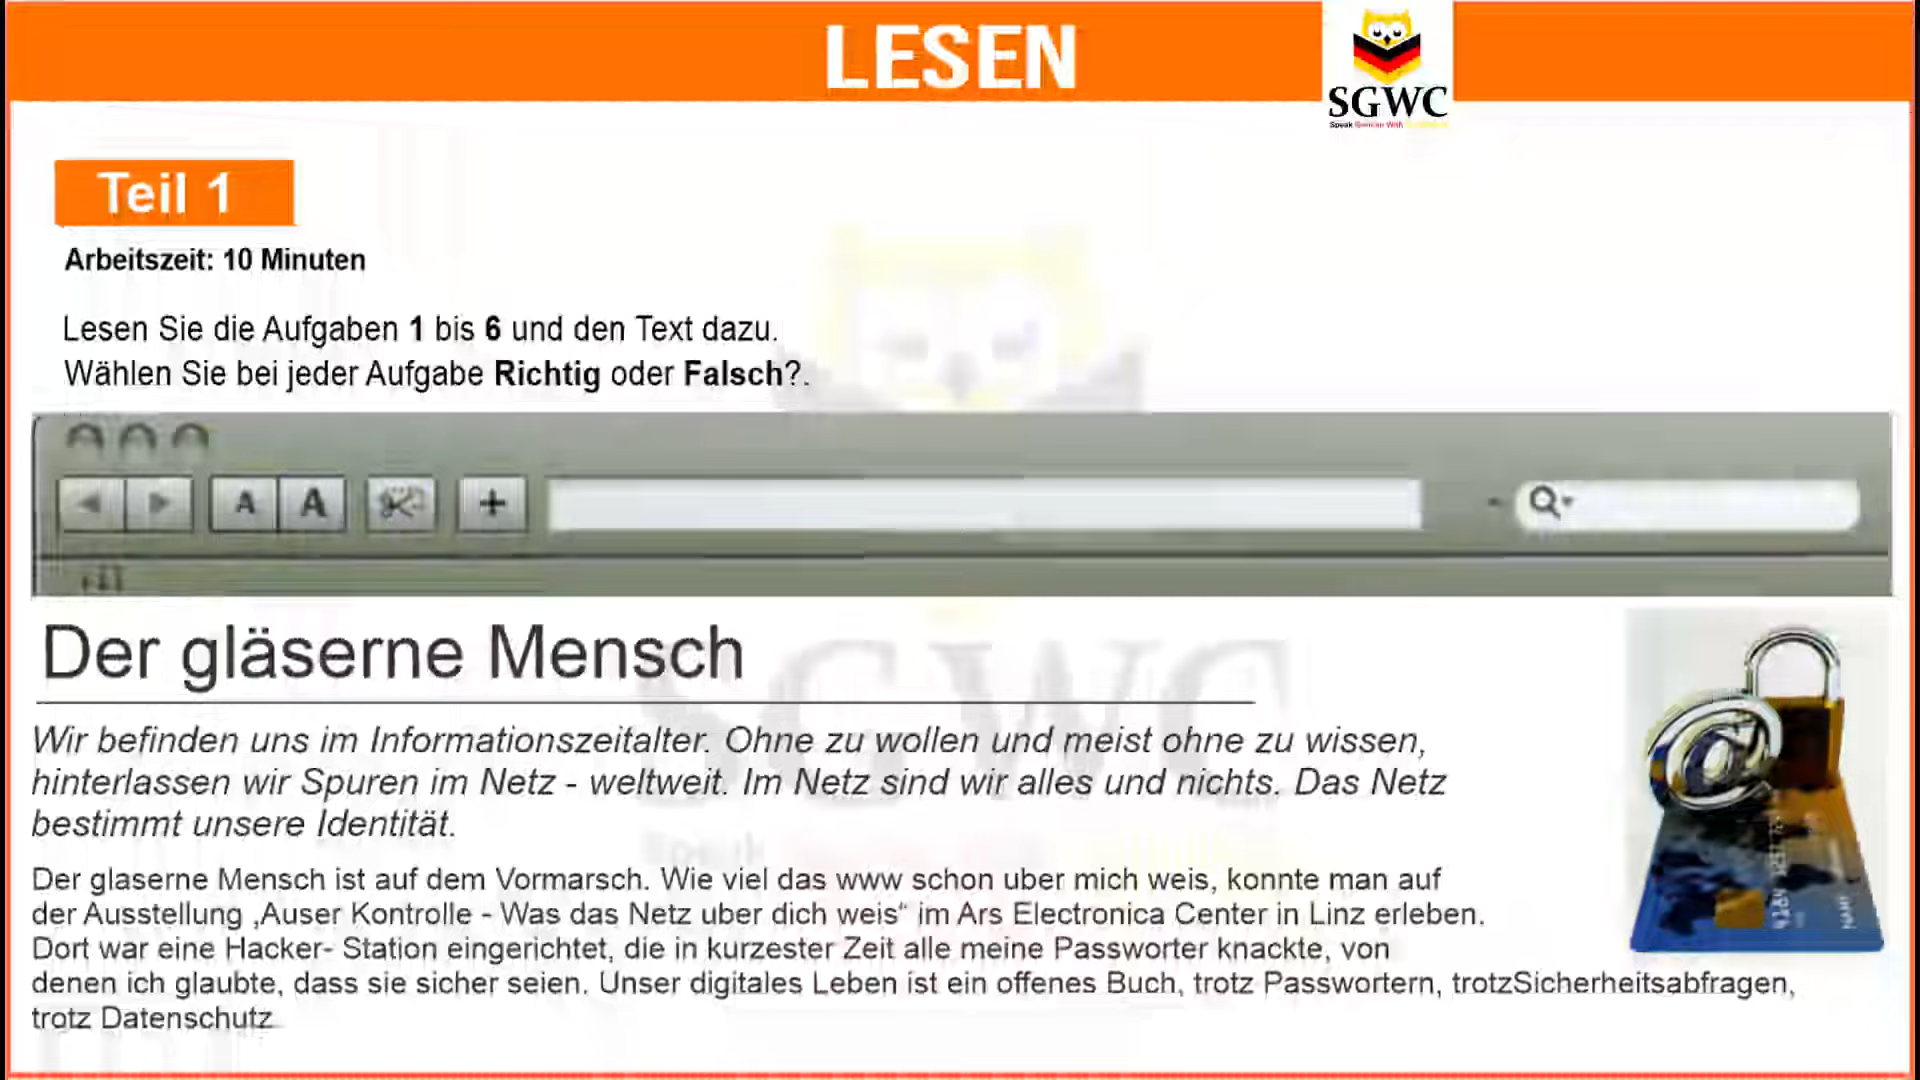 LESEN
SGWC
Speak German With
Teil 1
Arbeitszeit: 10 Minuten
Lesen Sie die Aufgaben 1 bis 6 und den Text dazu.
Wählen Sie bei jeder Aufgabe Richtig oder Falsch?.
A A +
Der gläserne Mensch
Wir befinden uns im Informationszeitalter. Ohne zu wollen und meist ohne zu wissen,
hinterlassen wir Spuren im Netz - weltweit. Im Netz sind wir alles und nichts. Das Netz
bestimmt unsere Identität.
Der glaserne Mensch ist auf dem Vormarsch. Wie viel das www schon uber mich weis, konnte man auf
der Ausstellung ‚Auser Kontrolle - Was das Netz uber dich weis“ im Ars Electronica Center in Linz erleben.
Dort war eine Hacker- Station eingerichtet, die in kurzester Zeit alle meine Passworter knackte, von
denen ich glaubte, dass sie sicher seien. Unser digitales Leben ist ein offenes Buch, trotz Passwortern, trotzSicherheitsabfragen,
trotz Datenschutz
SGWC